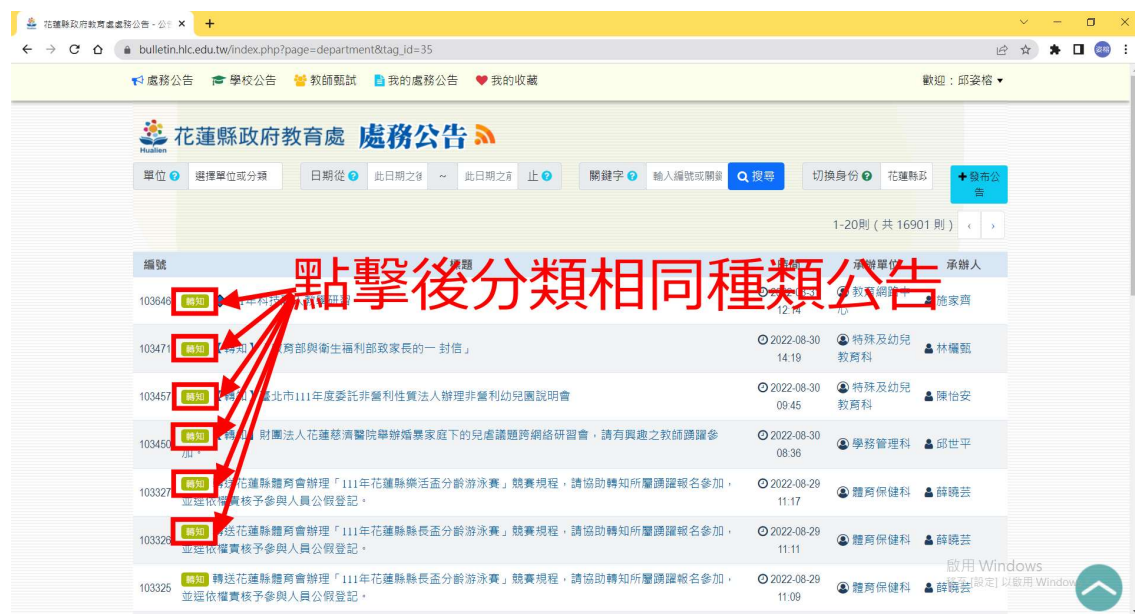 花蓮縣政府教育處處務公告 - 公
bulletin.hlc.edu.tw/index.php?page=department&tag_id=35
處務公告 學校公告 教師甄試 我的處務公告 我的收藏 歡迎：邱姿榕
花蓮縣政府教育處 處務公告
Hualien
單位 選擇單位或分類 日期從 此日期之後 ~ 此日期之前 止 關鍵字 輸入編號或關鍵 搜尋 切換身份 花蓮縣政 發布公告
1-20則 ( 共 16901 則 )
編號 標題 時間 承辦單位 承辦人
點擊後分類相同種類公告
103646 轉知 施家齊
12:14
103471 轉知 教育部與衛生福利部致家長的一 封信」 2022-08-30 14:19 特殊及幼兒教育科 林欐甄
103457 轉知 臺北市111年度委託非營利性質法人辦理非營利幼兒園說明會 2022-08-30 09:45 特殊及幼兒教育科 陳怡安
103450 轉知 財團法人花蓮慈濟醫院舉辦婚暴家庭下的兒虐議題跨網絡研習會，請有興趣之教師踴躍參加。 2022-08-30 08:36 學務管理科 邱世平
103327 轉知 轉送花蓮縣體育會辦理「111年花蓮縣樂活盃分齡游泳賽」競賽規程，請協助轉知所屬踴躍報名參加，
並逕依權責核予參與人員公假登記。 2022-08-29 11:17 體育保健科 薛曉芸
103326 轉知 轉送花蓮縣體育會辦理「111年花蓮縣縣長盃分齡游泳賽」競賽規程，請協助轉知所屬踴躍報名參加，
並逕依權責核予參與人員公假登記。 2022-08-29 11:11 體育保健科 薛曉芸
103325 轉知 轉送花蓮縣體育會辦理「111年花蓮縣縣長盃分齡游泳賽」競賽規程，請協助轉知所屬踴躍報名參加，
並逕依權責核予參與人員公假登記。 2022-08-29 11:09 體育保健科 薛曉芸
啟用 Windows
移至 [設定] 以啟用 Windows